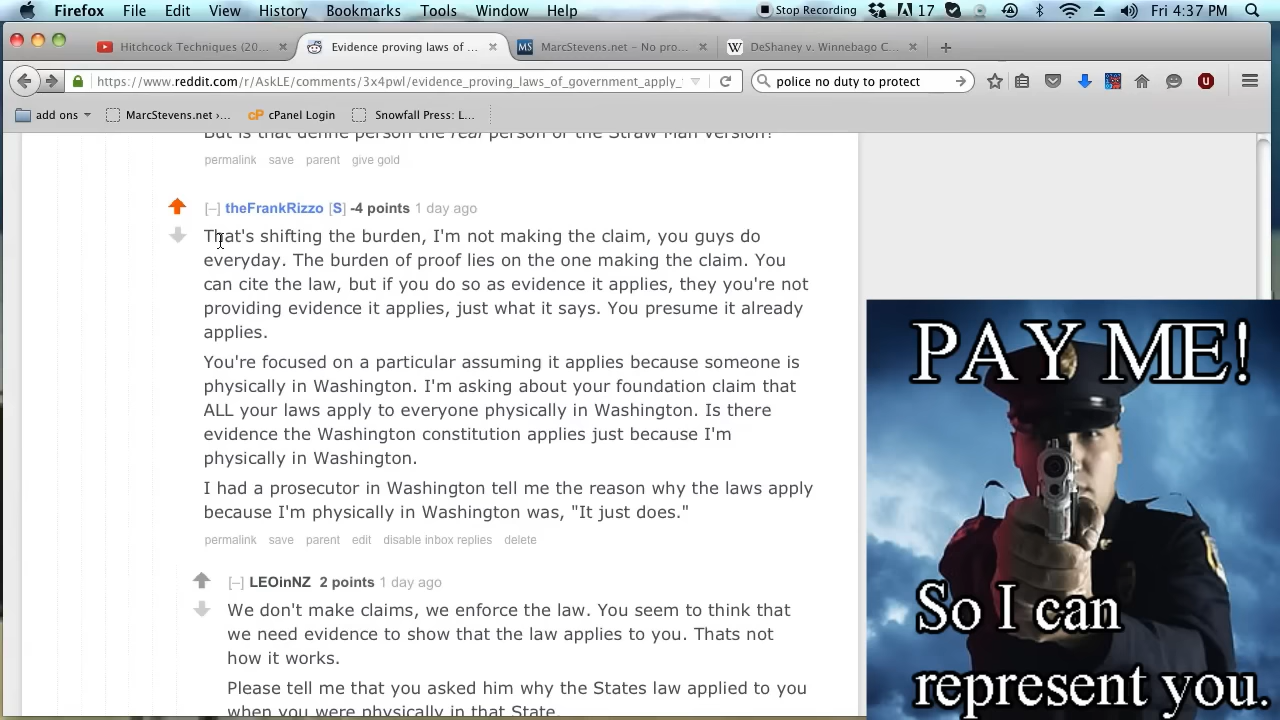 Firefox File Edit View History Bookmarks Tools Window Help Stop Recording 17 Fri 4:37 PM
Hitchcock Techniques (20... Evidence proving laws of ... MS MarcStevens.net – No pro... W DeShaney v. Winnebago C...
https://www.reddit.com/r/AskLE/comments/3x4pwl/evidence_proving_laws_of_government_apply_ police no duty to protect
add ons MarcStevens.net ›... cP cPanel Login Snowfall Press: L...
But is that define person the real person or the Straw Man version?
permalink save parent give gold
[–] theFrankRizzo [S] -4 points 1 day ago
That's shifting the burden, I'm not making the claim, you guys do
everyday. The burden of proof lies on the one making the claim. You
can cite the law, but if you do so as evidence it applies, they you're not
providing evidence it applies, just what it says. You presume it already
applies.
You're focused on a particular assuming it applies because someone is
physically in Washington. I'm asking about your foundation claim that
ALL your laws apply to everyone physically in Washington. Is there
evidence the Washington constitution applies just because I'm
physically in Washington.
I had a prosecutor in Washington tell me the reason why the laws apply
because I'm physically in Washington was, "It just does."
permalink save parent edit disable inbox replies delete
[–] LEOinNZ 2 points 1 day ago
We don't make claims, we enforce the law. You seem to think that
we need evidence to show that the law applies to you. Thats not
how it works.
Please tell me that you asked him why the States law applied to you
when you were physically in that State.
PAY ME!
So I can
represent you.